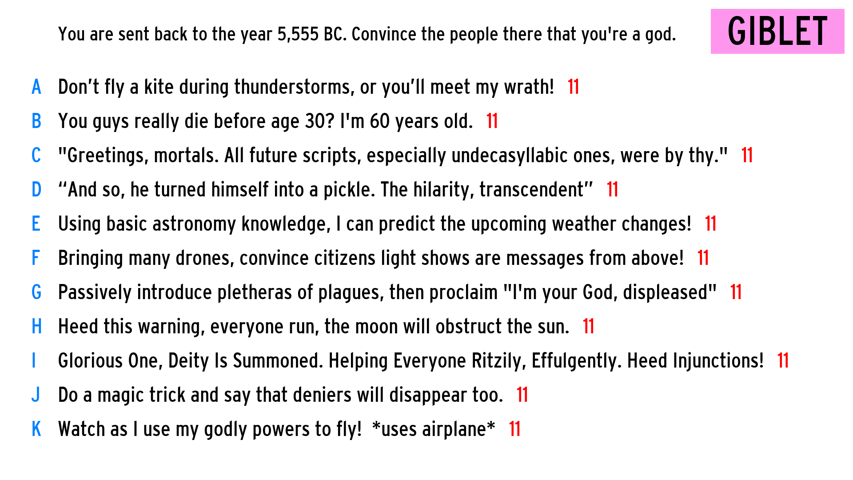 You are sent back to the year 5,555 BC. Convince the people there that you're a god.
GIBLET
A Don't fly a kite during thunderstorms, or you'll meet my wrath! 11
B You guys really die before age 30? I'm 60 years old. 11
C "Greetings, mortals. All future scripts, especially undecasyllabic ones, were by thy." 11
D “And so, he turned himself into a pickle. The hilarity, transcendent” 11
E Using basic astronomy knowledge, I can predict the upcoming weather changes! 11
F Bringing many drones, convince citizens light shows are messages from above! 11
G Passively introduce pletheras of plagues, then proclaim "I'm your God, displeased" 11
H Heed this warning, everyone run, the moon will obstruct the sun. 11
I Glorious One, Deity Is Summoned. Helping Everyone Ritzily, Effulgently. Heed Injunctions! 11
J Do a magic trick and say that deniers will disappear too. 11
K Watch as I use my godly powers to fly! *uses airplane* 11